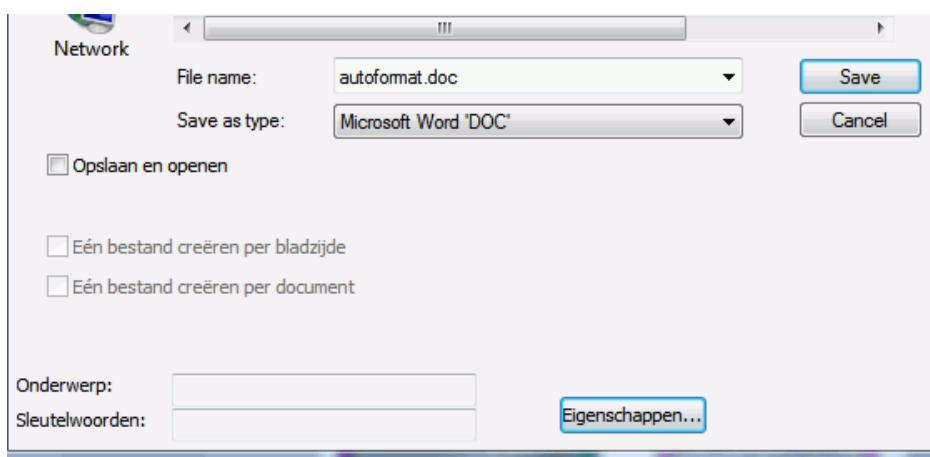 Network
File name: autoformat.doc Save
Save as type: Microsoft Word 'DOC' Cancel
Opslaan en openen
Eén bestand creëren per bladzijde
Eén bestand creëren per document
Onderwerp:
Sleutelwoorden: Eigenschappen...